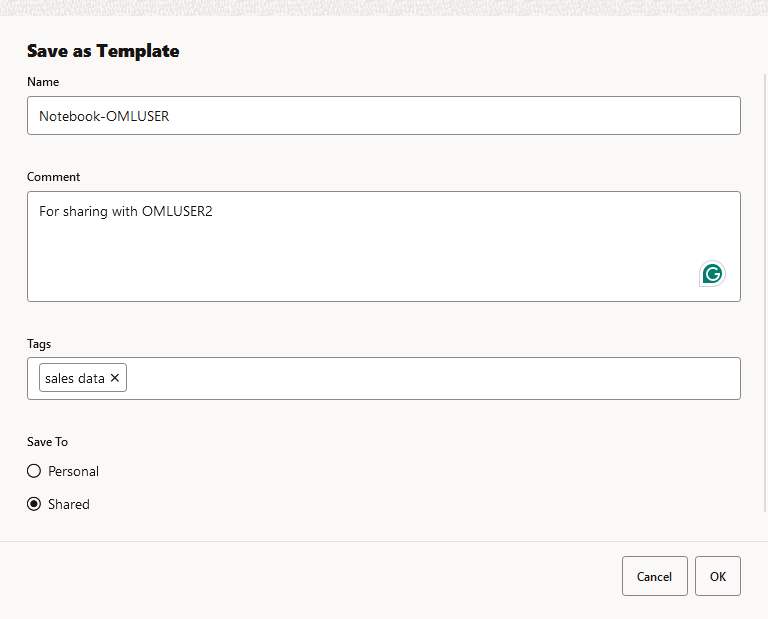 Save as Template
Name
Notebook-OMLUSER
Comment
For sharing with OMLUSER2
Tags
sales data ✕
Save To
Personal
Shared
Cancel OK